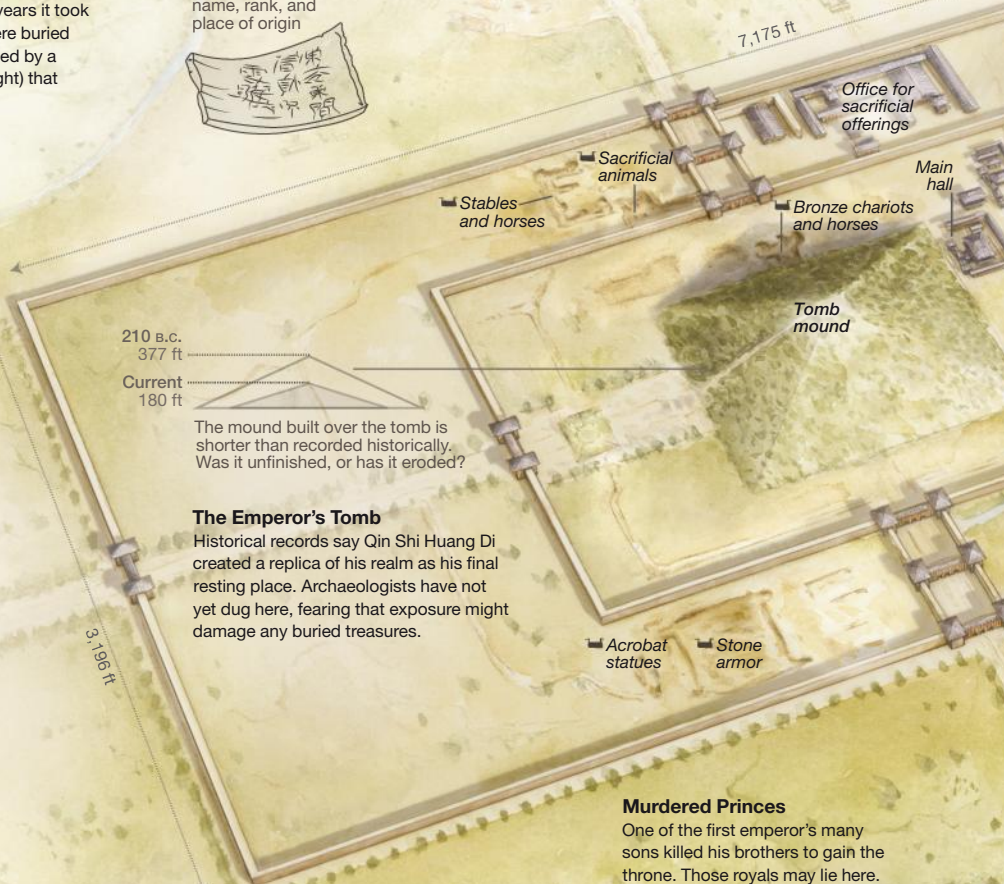 years it took
ere buried
ed by a
ght) that
name, rank, and
place of origin
7,175 ft
Office for
sacrificial
offerings
Sacrificial
animals
Stables
and horses
Main
hall
Bronze chariots
and horses
Tomb
mound
210 B.C.
377 ft
Current
180 ft
The mound built over the tomb is
shorter than recorded historically.
Was it unfinished, or has it eroded?
The Emperor’s Tomb
Historical records say Qin Shi Huang Di
created a replica of his realm as his final
resting place. Archaeologists have not
yet dug here, fearing that exposure might
damage any buried treasures.
3,196 ft
Acrobat
statues
Stone
armor
Murdered Princes
One of the first emperor’s many
sons killed his brothers to gain the
throne. Those royals may lie here.